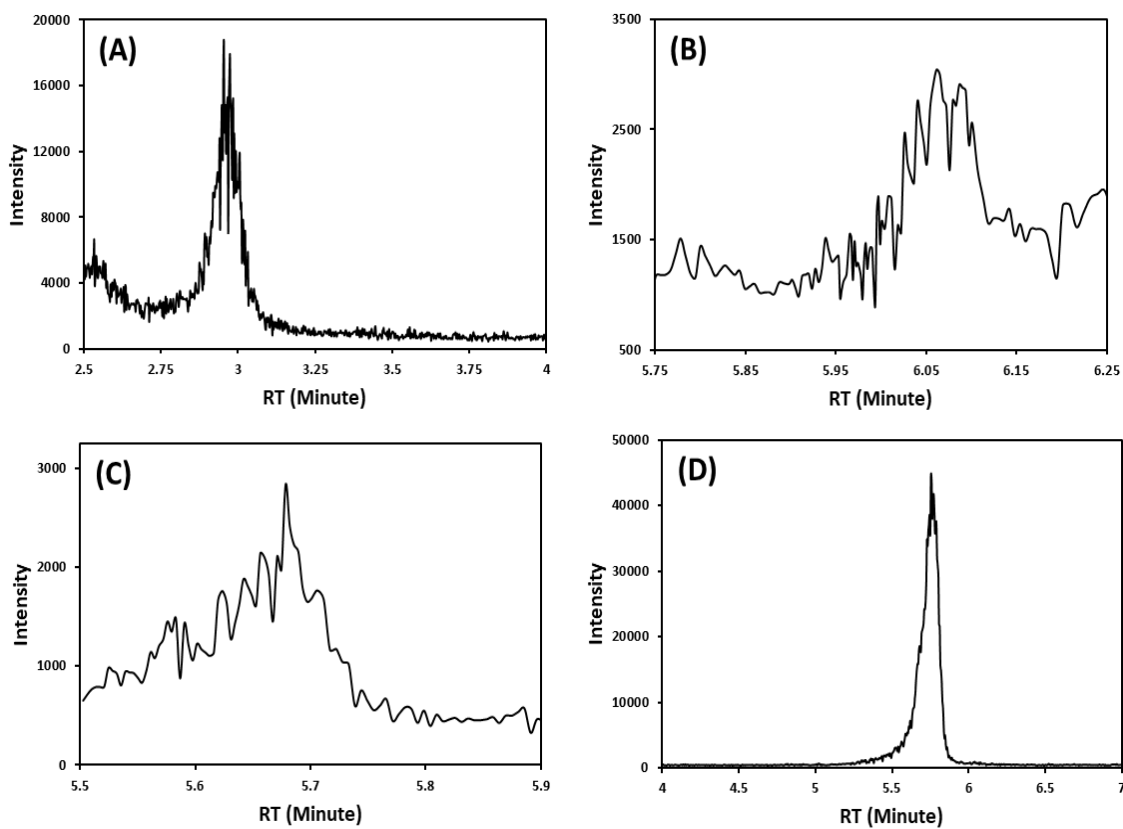 (A)
Intensity
20000
16000
12000
8000
4000
0
2.5 2.75 3 3.25 3.5 3.75 4
RT (Minute)
(B)
Intensity
3500
2500
1500
500
5.75 5.85 5.95 6.05 6.15 6.25
RT (Minute)
(C)
Intensity
3000
2000
1000
0
5.5 5.6 5.7 5.8 5.9
RT (Minute)
(D)
Intensity
50000
40000
30000
20000
10000
0
4 4.5 5 5.5 6 6.5 7
RT (Minute)